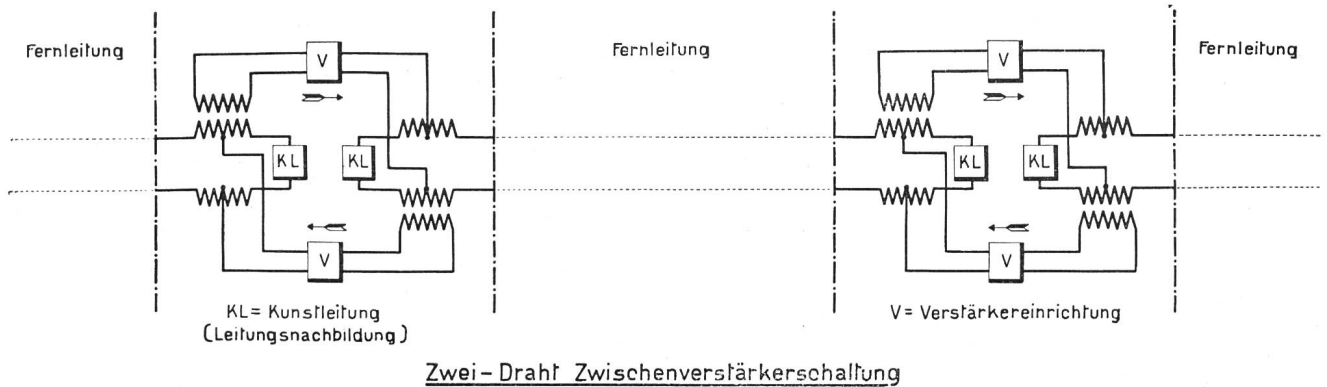 Fernleitung
Fernleitung
Fernleitung
V
V
KL
KL
KL
KL
V
V
KL = Kunstleitung
(Leitungsnachbildung)
V = Verstärkereinrichtung
Zwei-Draht Zwischenverstärkerschaltung